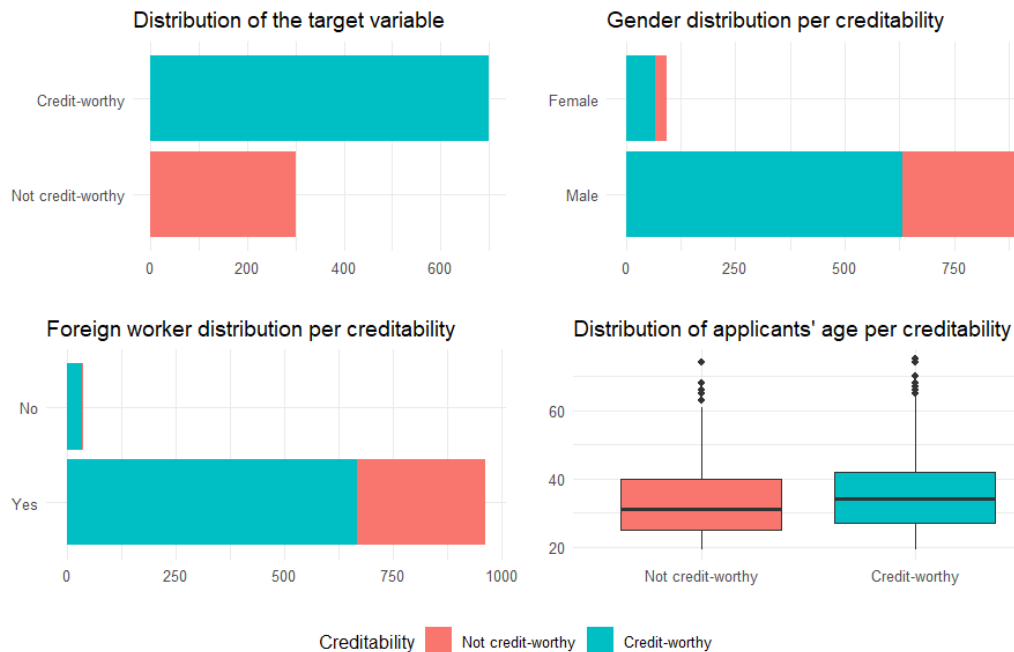 Distribution of the target variable
Credit-worthy
Not credit-worthy
0 200 400 600
Gender distribution per creditability
Female
Male
0 250 500 750
Foreign worker distribution per creditability
No
Yes
0 250 500 750 1000
Distribution of applicants' age per creditability
60
40
20
Not credit-worthy Credit-worthy
Creditability Not credit-worthy Credit-worthy